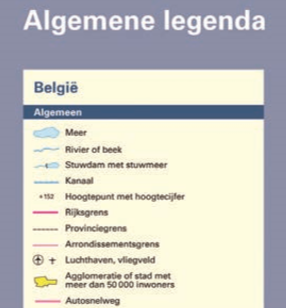 Algemene legenda
België
Algemeen
Meer
Rivier of beek
Stuwdam met stuwmeer
Kanaal
+153 Hoogtepunt met hoogtecijfer
Rijksgrens
Provinciegrens
Arrondissementsgrens
Luchthaven, vliegveld
Agglomeratie of stad met
meer dan 50 000 inwoners
Autosnelweg